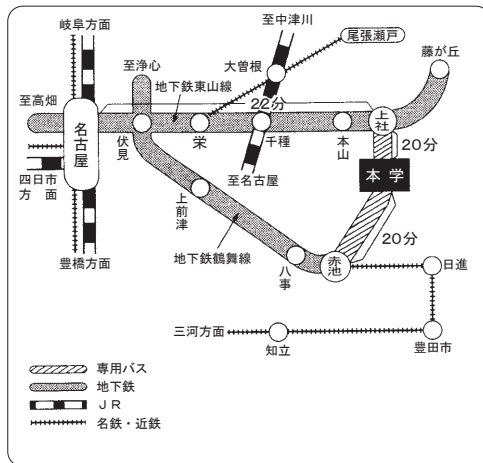 岐阜方面
至中津川
尾張瀬戸
大曽根
藤が丘
至浄心
地下鉄東山線
至高畑
22分
名古屋
伏見
栄
千種
本山
上社
20分
四日市
方　面
至名古屋
本学
上前津
20分
豊橋方面
地下鉄鶴舞線
八事
赤池
日進
三河方面
知立
豊田市
専用バス
地下鉄
ＪＲ
名鉄・近鉄